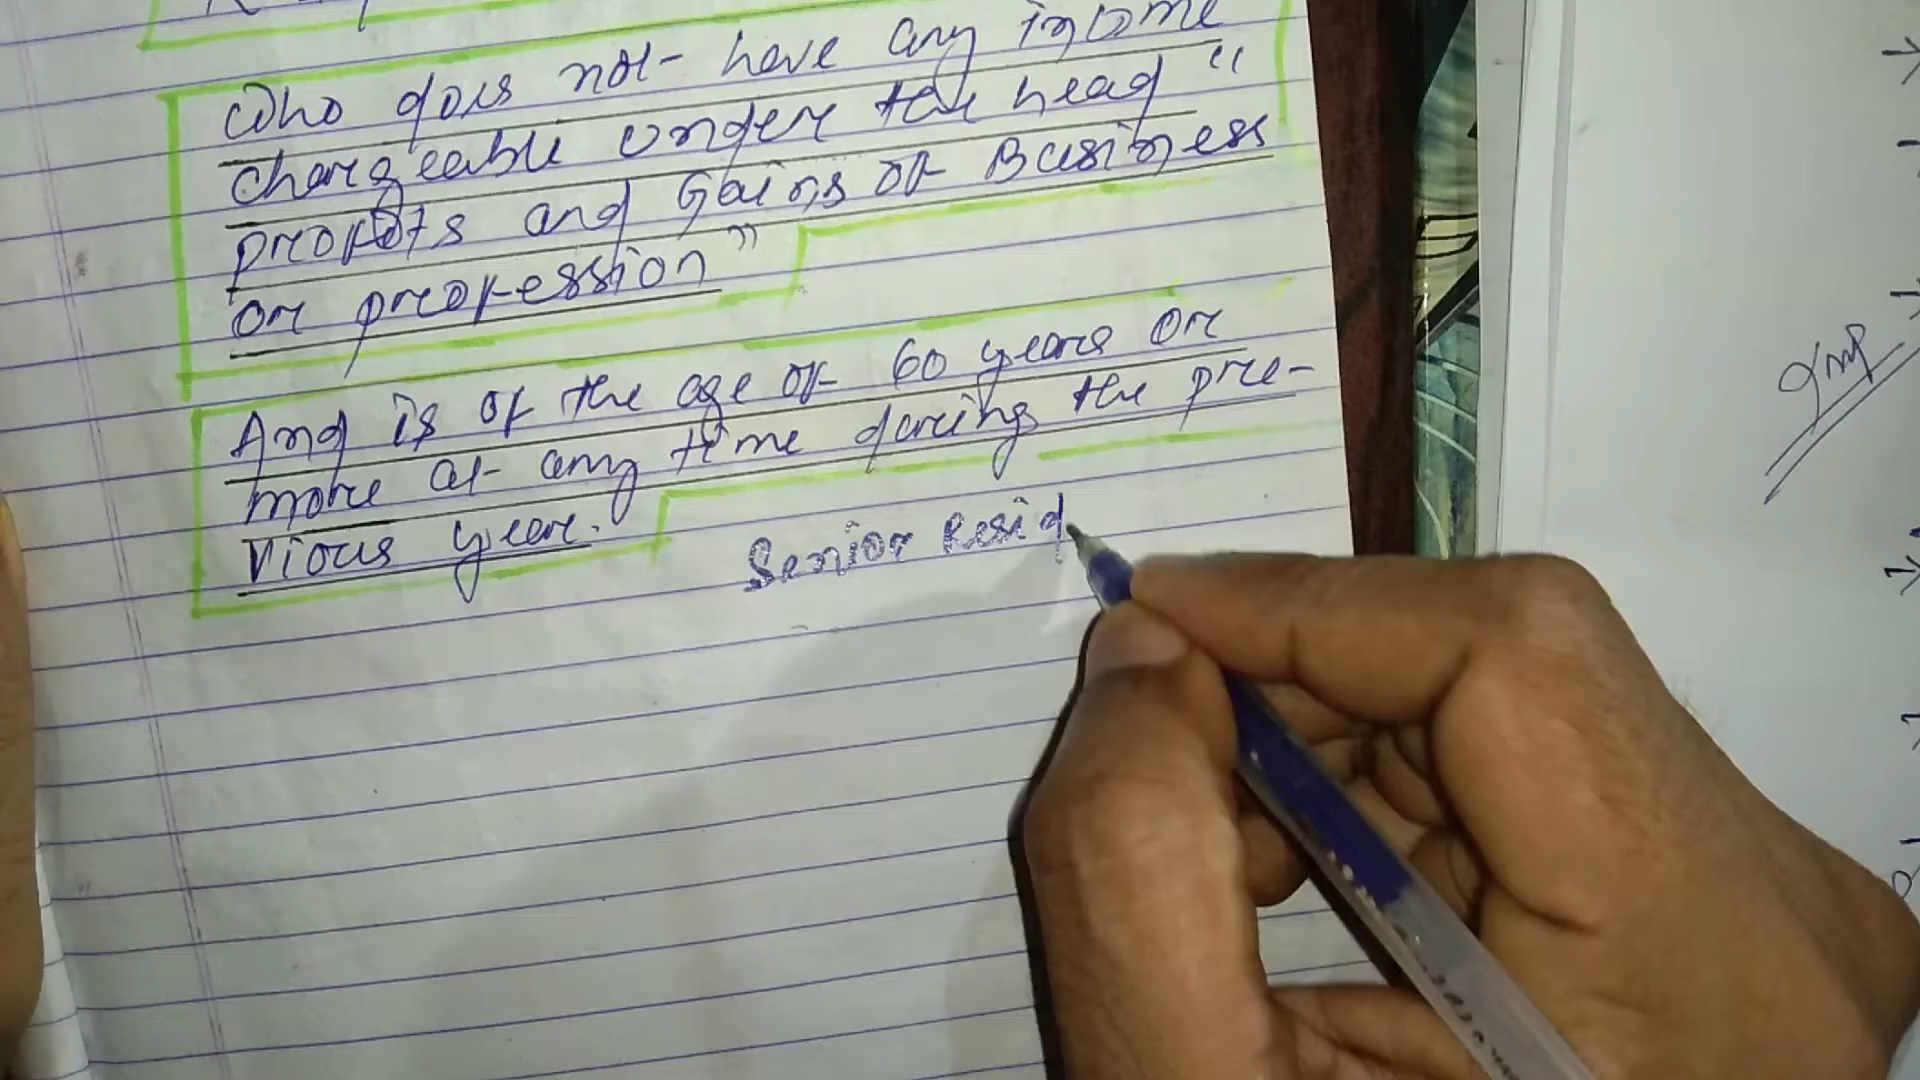 Who does not have any income
chargeable under the head "
profits and Gains of Business
or profession"
And is of the age of 60 years or
more at any time during the pre-
vious year.
Senior Resid
Imp